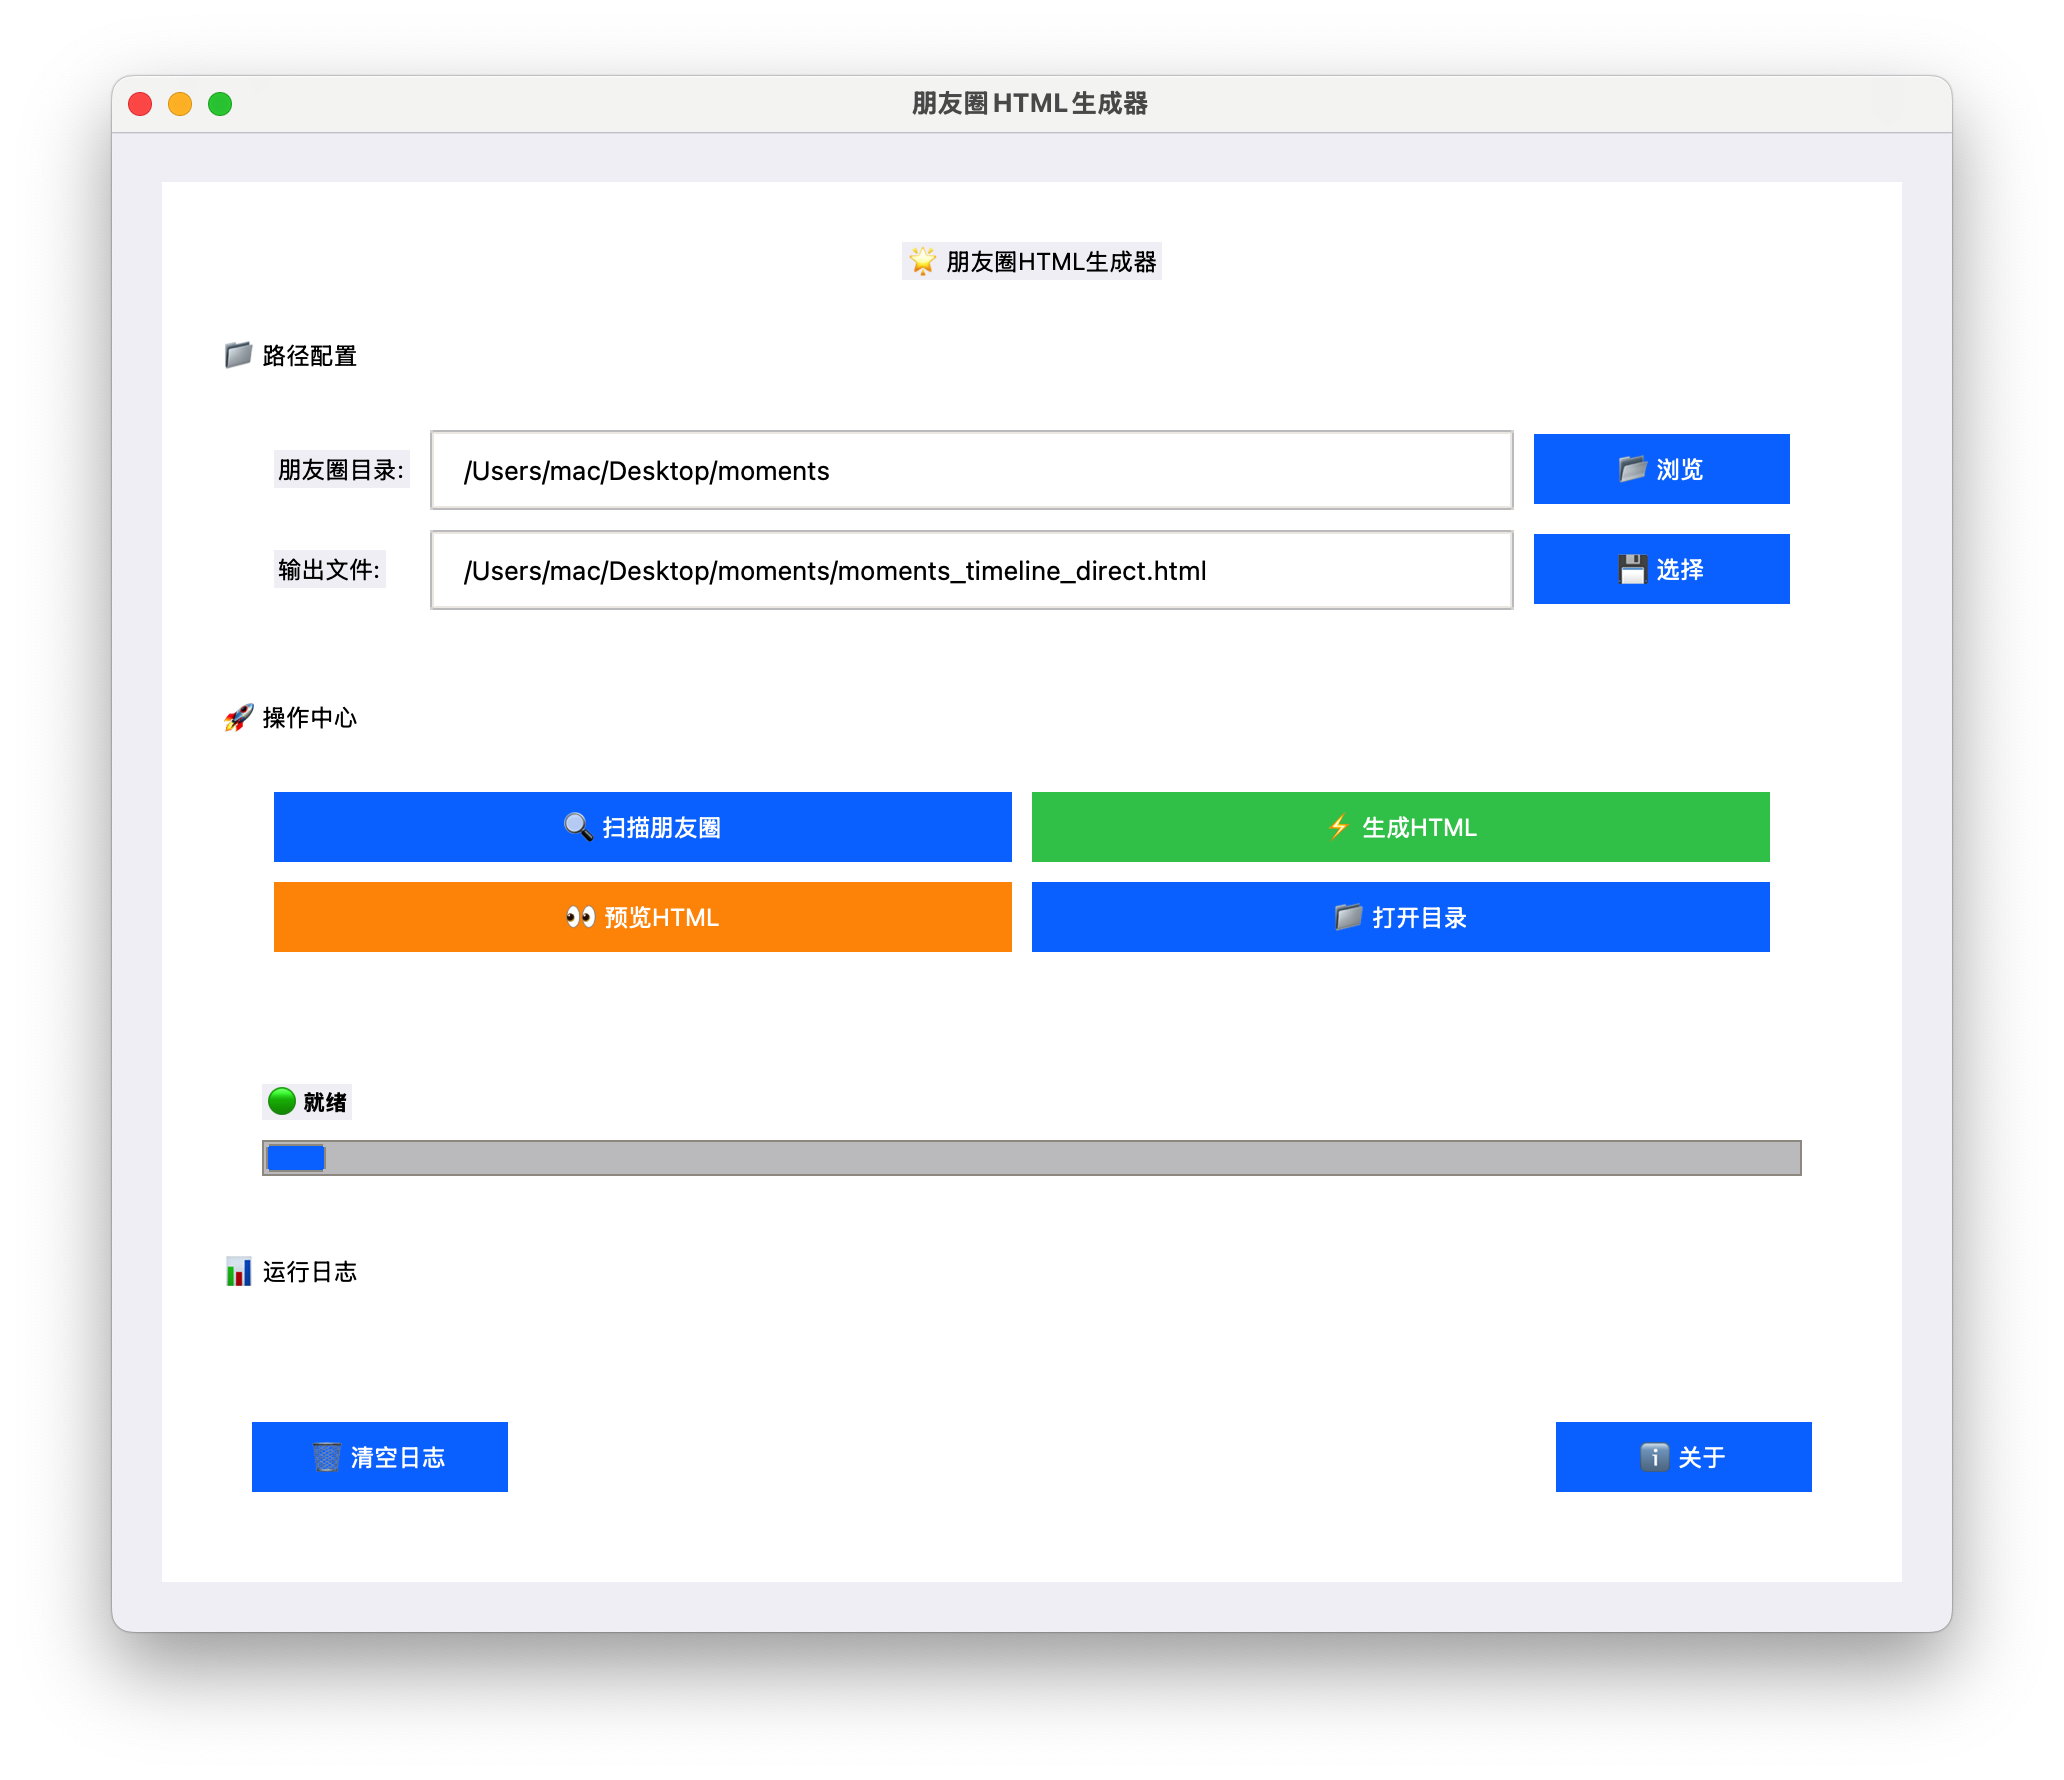 朋友圈HTML生成器
🌟 朋友圈HTML生成器
📁 路径配置
朋友圈目录: /Users/mac/Desktop/moments 📂 浏览
输出文件: /Users/mac/Desktop/moments/moments_timeline_direct.html 💾 选择
🚀 操作中心
🔍 扫描朋友圈 ⚡ 生成HTML
👀 预览HTML 📁 打开目录
🟢 就绪
📊 运行日志
🗑️ 清空日志 ℹ️ 关于